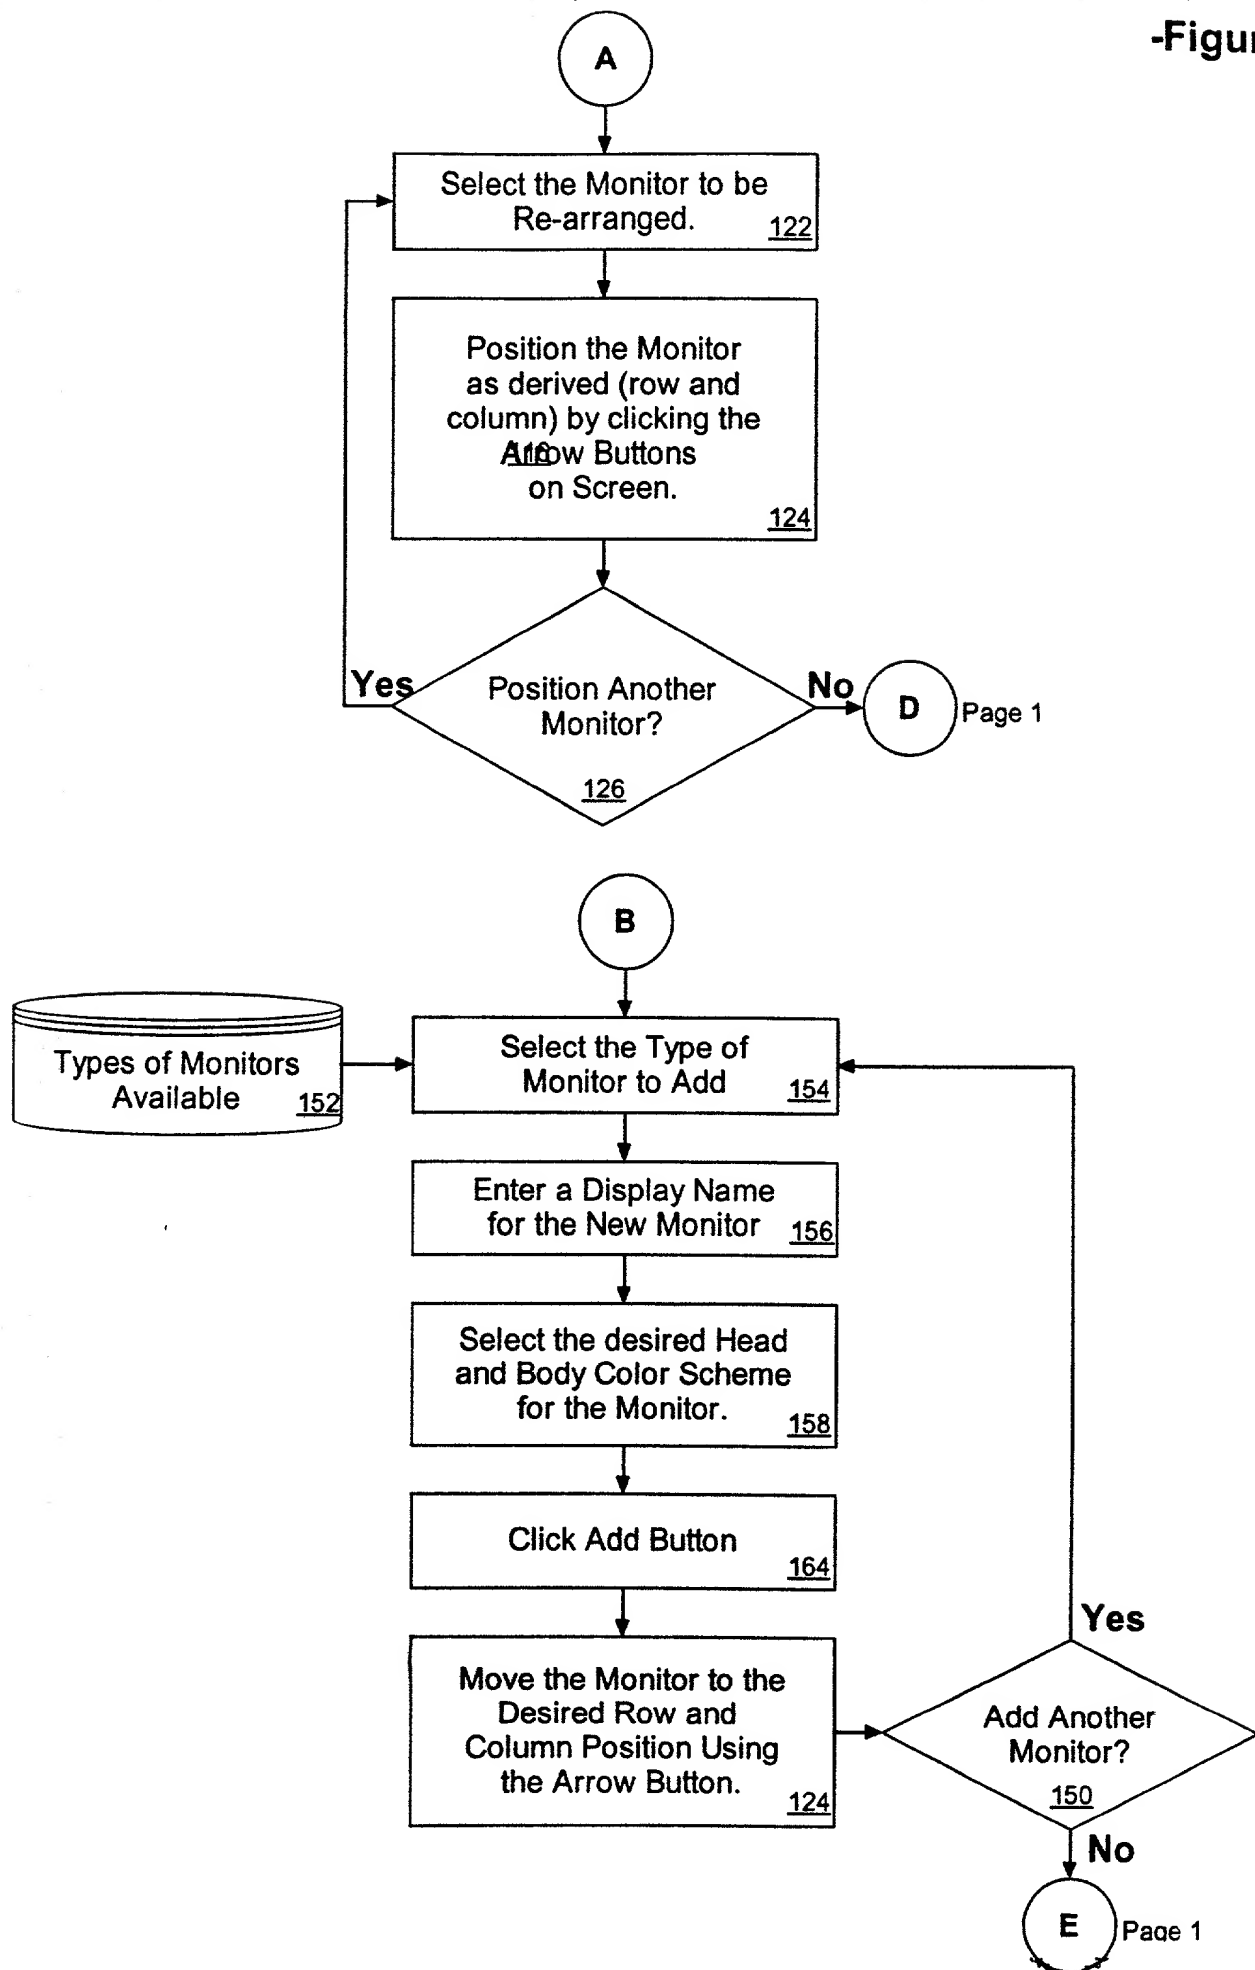 -Figur
A
Select the Monitor to be
Re-arranged.
122
Position the Monitor
as derived (row and
column) by clicking the
Arrow Buttons
116
on Screen.
124
Yes
Position Another
Monitor?
126
No
D
Page 1
B
Types of Monitors
Available
152
Select the Type of
Monitor to Add
154
Enter a Display Name
for the New Monitor
156
Select the desired Head
and Body Color Scheme
for the Monitor.
158
Click Add Button
164
Move the Monitor to the
Desired Row and
Column Position Using
the Arrow Button.
124
Yes
Add Another
Monitor?
150
No
E
Page 1